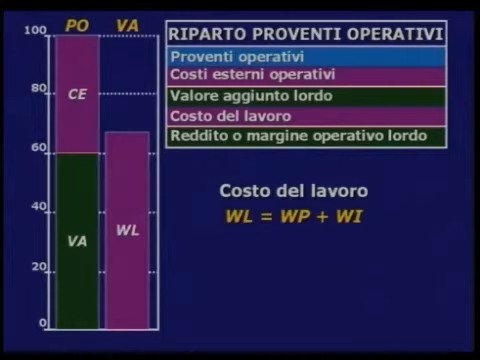 PO VA
RIPARTO PROVENTI OPERATIVI
Proventi operativi
Costi esterni operativi
Valore aggiunto lordo
Costo del lavoro
Reddito o margine operativo lordo
100
80
60
40
20
0
CE
VA
WL
Costo del lavoro
WL = WP + WI